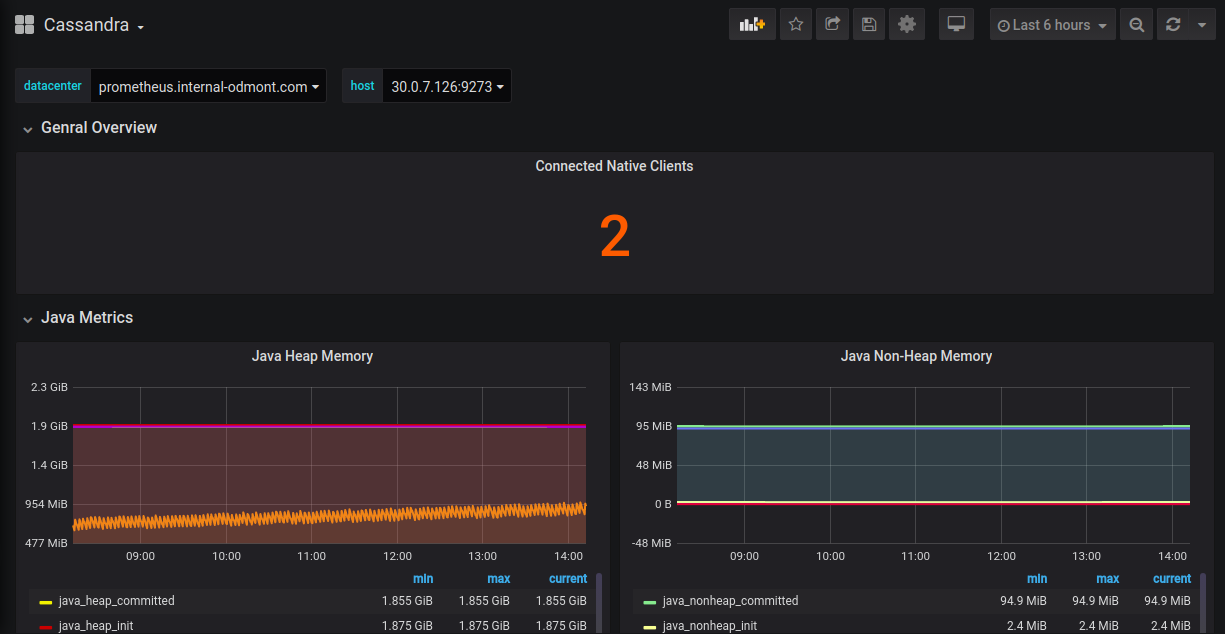 Cassandra
Last 6 hours
datacenter prometheus.internal-odmont.com host 30.0.7.126:9273
Genral Overview
Connected Native Clients
2
Java Metrics
Java Heap Memory
2.3 GiB
1.9 GiB
1.4 GiB
954 MiB
477 MiB
09:00 10:00 11:00 12:00 13:00 14:00
min max current
java_heap_committed 1.855 GiB 1.855 GiB 1.855 GiB
java_heap_init 1.875 GiB 1.875 GiB 1.875 GiB
Java Non-Heap Memory
143 MiB
95 MiB
48 MiB
0 B
-48 MiB
09:00 10:00 11:00 12:00 13:00 14:00
min max current
java_nonheap_committed 94.9 MiB 94.9 MiB 94.9 MiB
java_nonheap_init 2.4 MiB 2.4 MiB 2.4 MiB